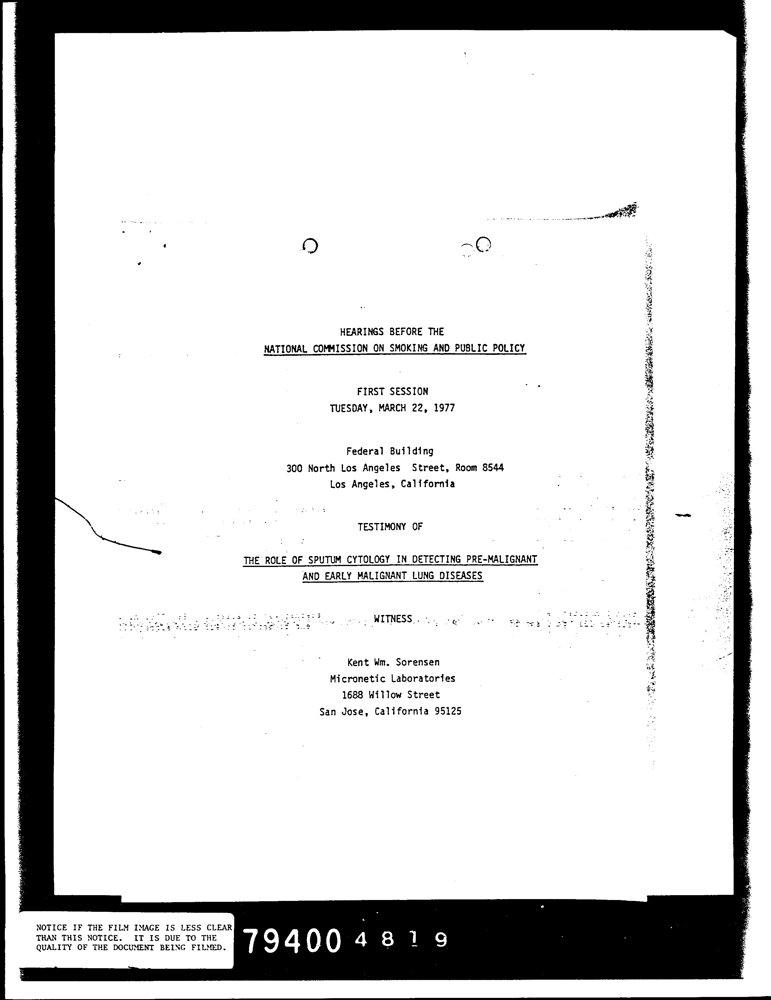 HEARINGS BEFORE THE
NATIONAL COMMISSION ON SMOKING AND PUBLIC POLICY
FIRST SESSION
TUESDAY, MARCH 22, 1977
Federal Building
300 North Los Angeles Street, Room 8544
Los Angeles, California
TESTIMONY OF
THE ROLE OF SPUTUM CYTOLOGY IN DETECTING PRE-MALIGNANT
AND EARLY MALIGNANT LUNG DISEASES
WITNESS
Kent Wm. Sorensen
Micronetic Laboratories
1688 Willow Street
San Jose, California 95125
NOTICE IF THE FILM IMAGE IS LESS CLEAR
THAN THIS NOTICE. IT IS DUE TO THE
QUALITY OF THE DOCUMENT BEING FILMED.
79400 4819